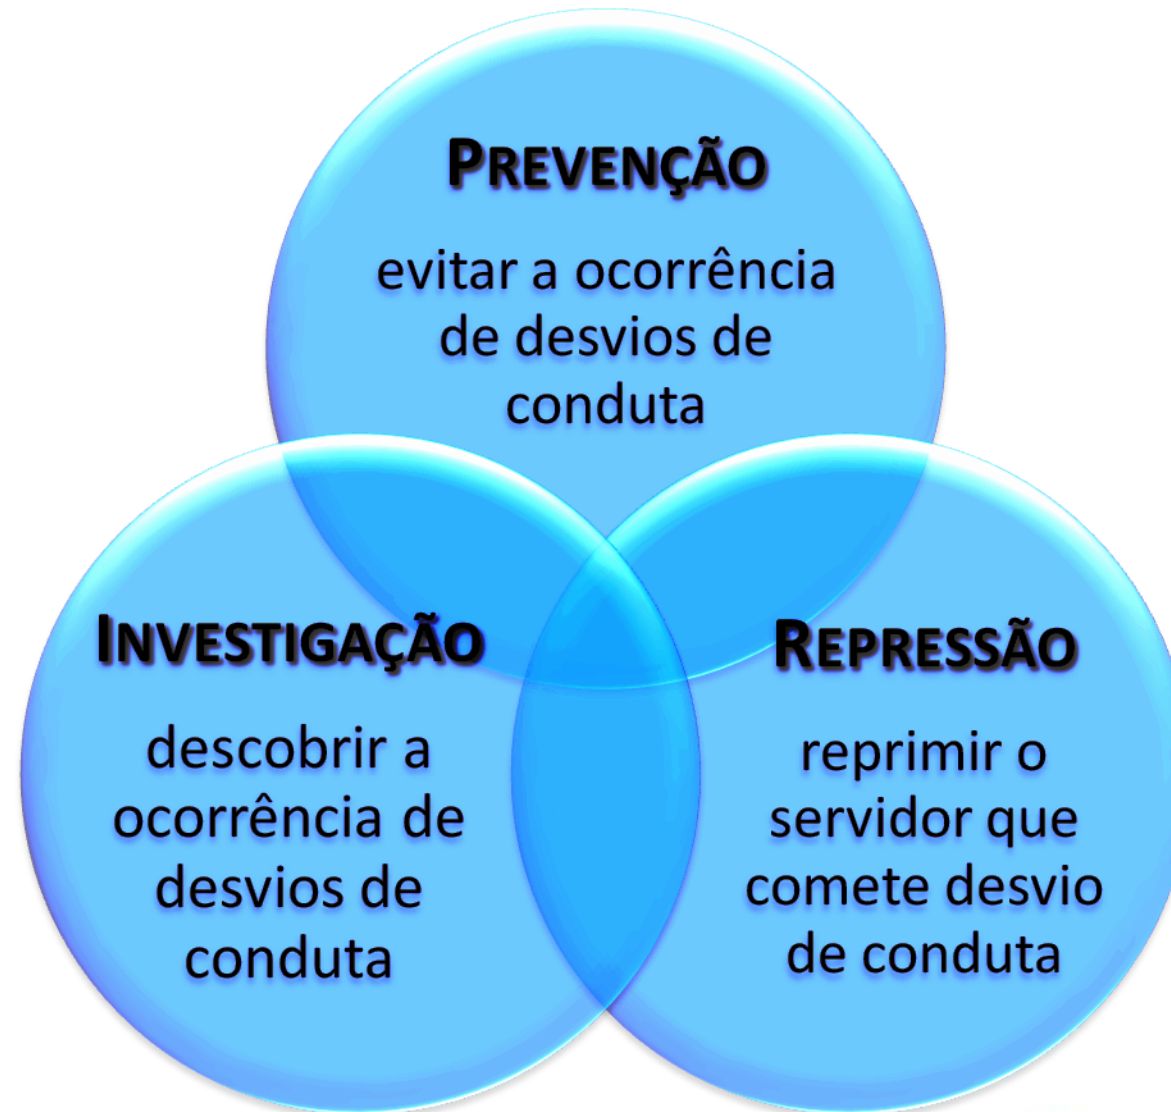 PREVENÇÃO
evitar a ocorrência
de desvios de
conduta
INVESTIGAÇÃO
descobrir a
ocorrência de
desvios de
conduta
REPRESSÃO
reprimir o
servidor que
comete desvio
de conduta